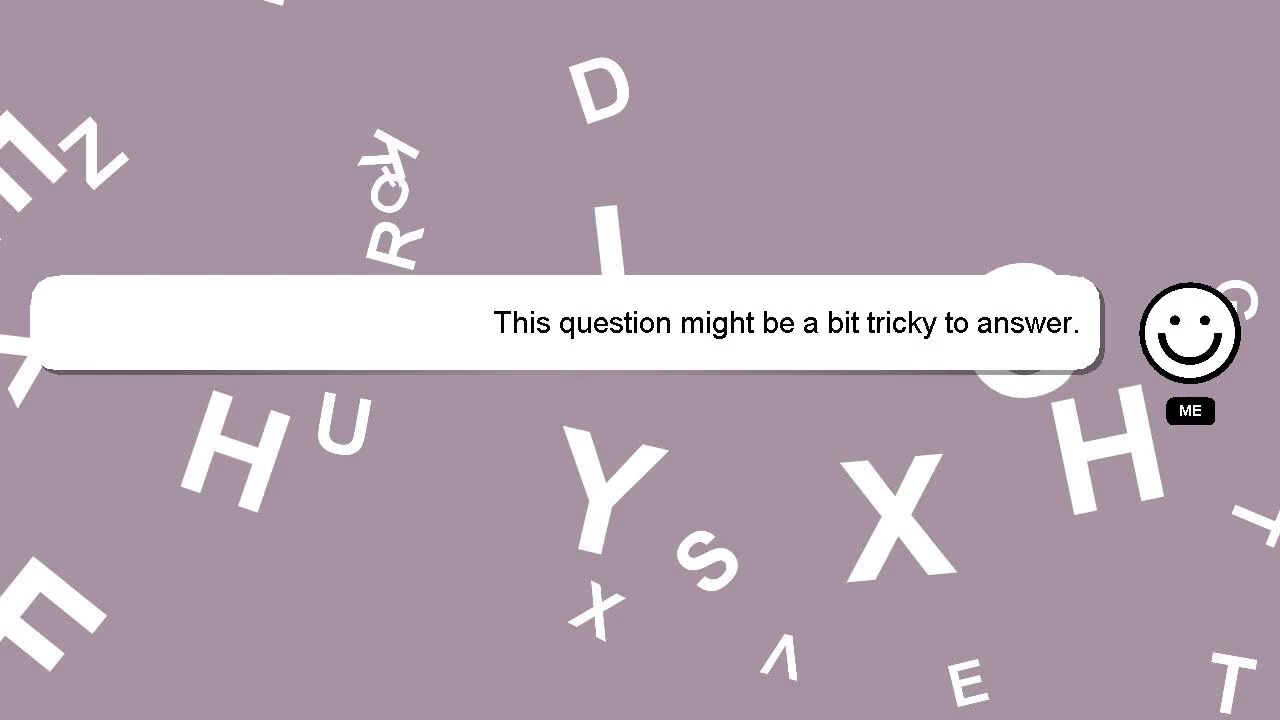 D
Z
K
O
R
I
G
This question might be a bit tricky to answer.
ME
H
U
Y
X
H
S
X
V
E
T